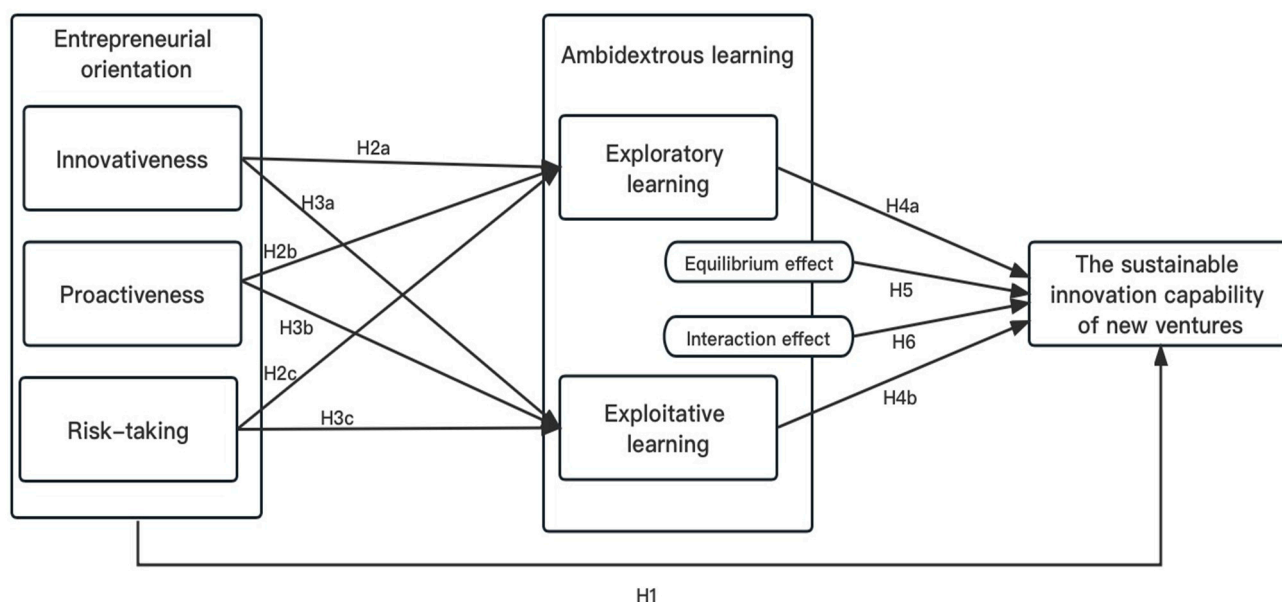 Entrepreneurial
orientation
Innovativeness
Proactiveness
Risk–taking
H2a
H3a
H2b
H3b
H2c
H3c
Ambidextrous learning
Exploratory
learning
Equilibrium effect
Interaction effect
Exploitative
learning
H4a
H5
H6
H4b
The sustainable
innovation capability
of new ventures
H1